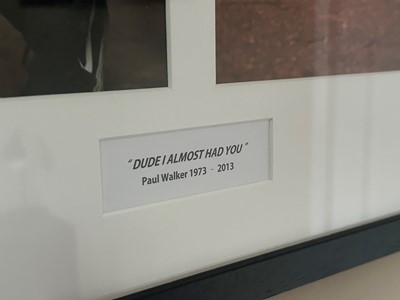 "DUDE I ALMOST HAD YOU"
Paul Walker 1973 - 2013